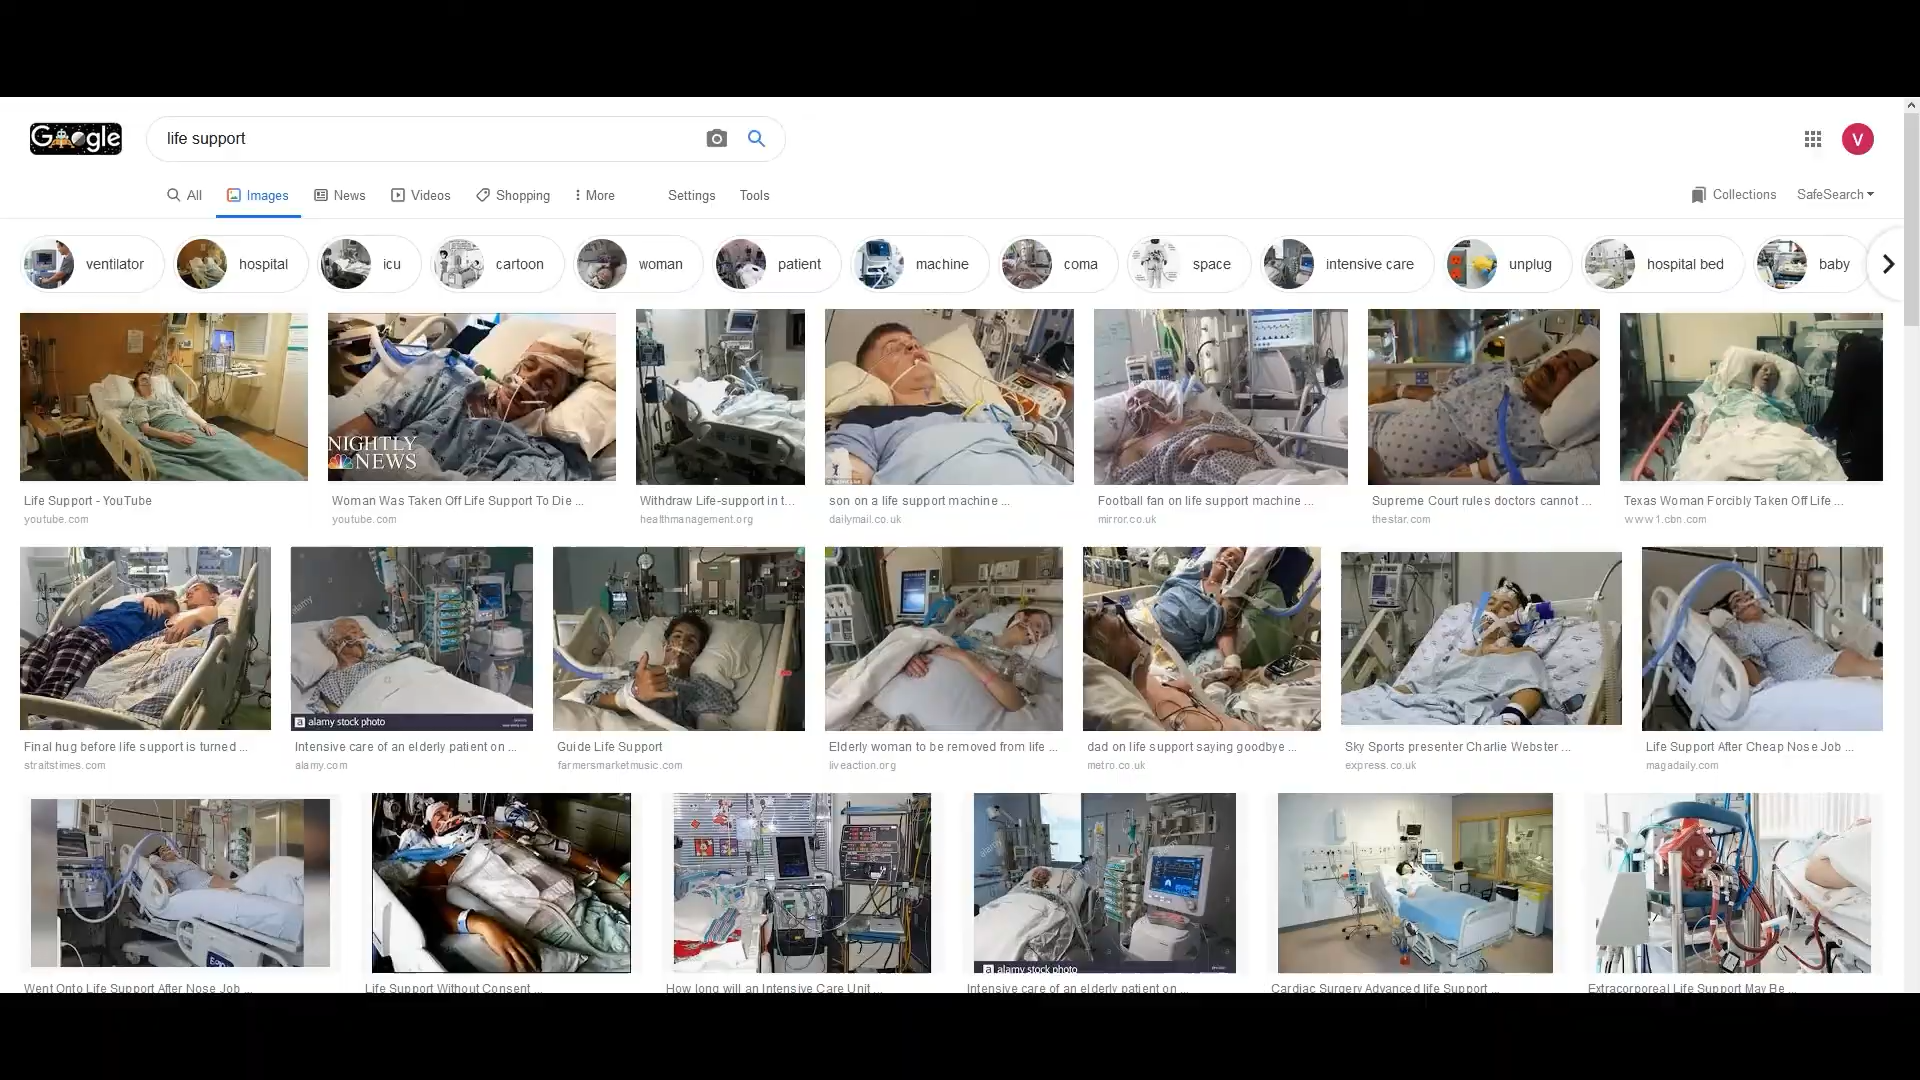 Google
life support
V
All
Images
News
Videos
Shopping
More
Settings
Tools
Collections
SafeSearch
ventilator
hospital
icu
cartoon
woman
patient
machine
coma
space
intensive care
unplug
hospital bed
baby
NIGHTLY
NEWS
Life Support - YouTube
youtube.com
Woman Was Taken Off Life Support To Die ...
youtube.com
Withdraw Life-support in t...
healthmanagement.org
son on a life support machine ...
dailymail.co.uk
Football fan on life support machine ...
mirror.co.uk
Supreme Court rules doctors cannot ...
thestar.com
Texas Woman Forcibly Taken Off Life ...
www1.cbn.com
a alamy stock photo
Final hug before life support is turned ...
straitstimes.com
Intensive care of an elderly patient on ...
alamy.com
Guide Life Support
farmersmarketmusic.com
Elderly woman to be removed from life ...
liveaction.org
dad on life support saying goodbye ...
metro.co.uk
Sky Sports presenter Charlie Webster ...
express.co.uk
Life Support After Cheap Nose Job ...
magadaily.com
a alamy stock photo
Went Onto Life Support After Nose Job ...
Life Support Without Consent ...
How long will an Intensive Care Unit ...
Intensive care of an elderly patient on ...
Cardiac Surgery Advanced life Support ...
Extracorporeal Life Support May Be ...